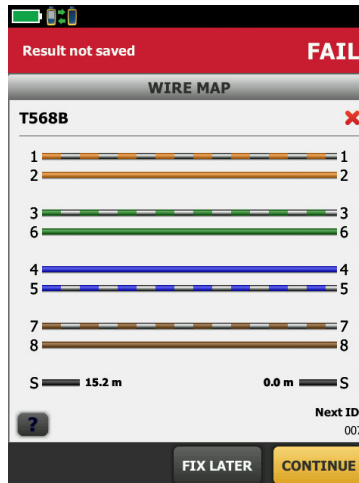 Result not saved FAIL
WIRE MAP
T568B
1 1
2 2
3 3
6 6
4 4
5 5
7 7
8 8
S 15.2 m 0.0 m S
Next ID
007
? 
FIX LATER CONTINUE